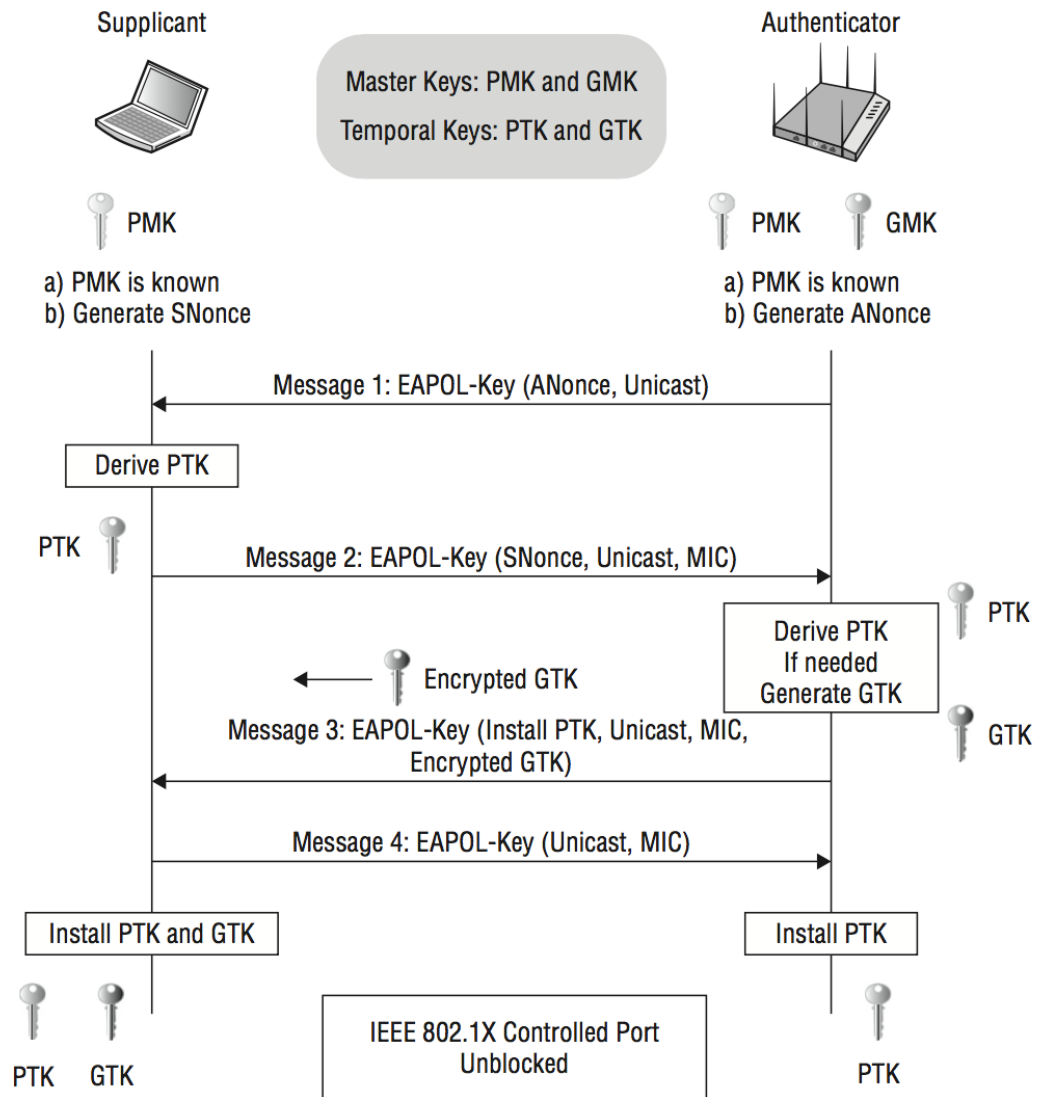 Supplicant
Authenticator
Master Keys: PMK and GMK
Temporal Keys: PTK and GTK
PMK
PMK
GMK
a) PMK is known
b) Generate SNonce
a) PMK is known
b) Generate ANonce
Message 1: EAPOL-Key (ANonce, Unicast)
Derive PTK
PTK
Message 2: EAPOL-Key (SNonce, Unicast, MIC)
PTK
Derive PTK
If needed
Generate GTK
Encrypted GTK
GTK
Message 3: EAPOL-Key (Install PTK, Unicast, MIC,
Encrypted GTK)
Message 4: EAPOL-Key (Unicast, MIC)
Install PTK and GTK
Install PTK
IEEE 802.1X Controlled Port
Unblocked
PTK
GTK
PTK